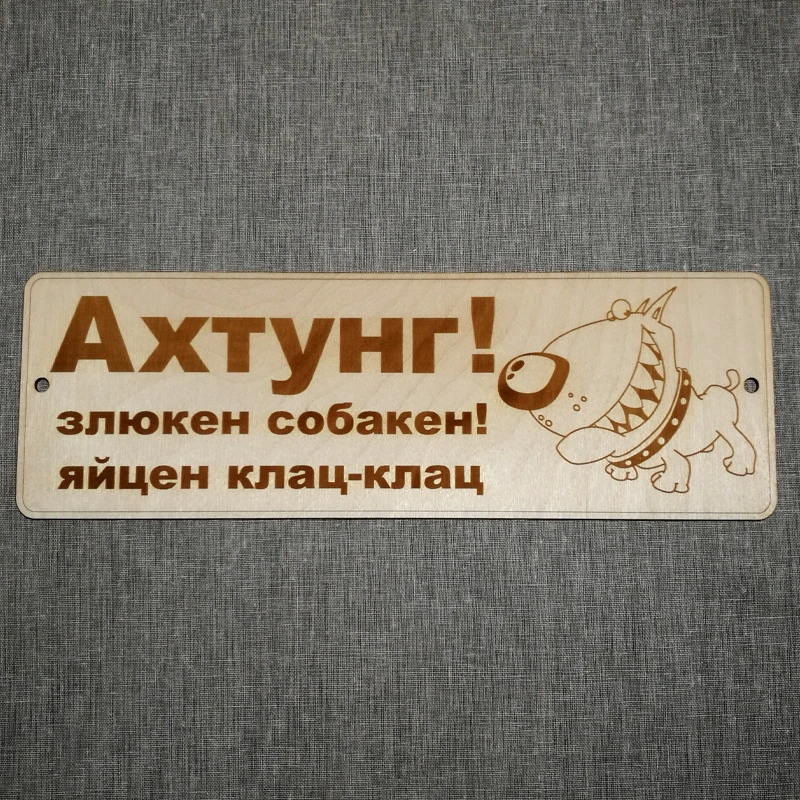 Ахтунг!
злюкен собакен!
яйцен клац-клац